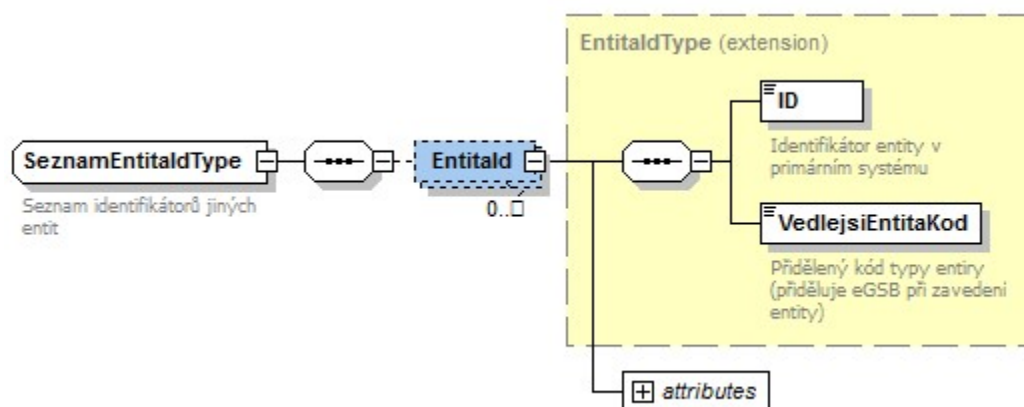 EntitaIdType (extension)
ID
Identifikátor entity v
primárním systému
SeznamEntitaIdType
Seznam identifikátorů jiných
entit
EntitaId
0..□
VedlejsiEntitaKod
Přidělený kód typy entiry
(přiděluje eGSB při zavedení
entity)
attributes